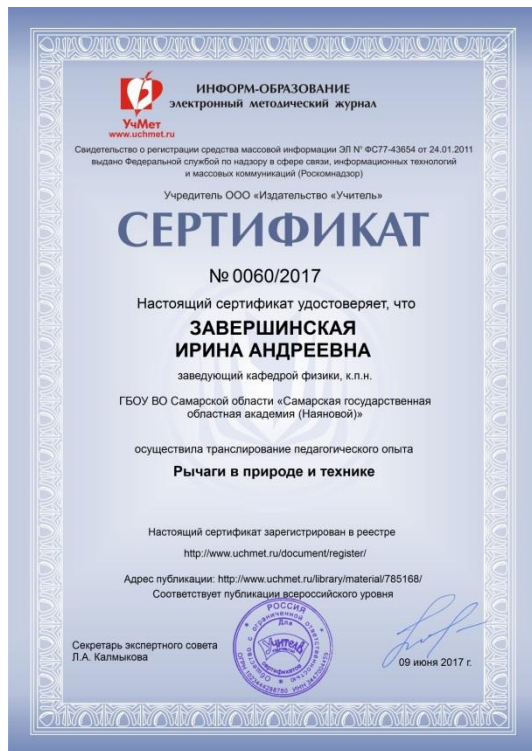 ИНФОРМ-ОБРАЗОВАНИЕ
электронный методический журнал
УчМет
www.uchmet.ru
Свидетельство о регистрации средства массовой информации ЭЛ № ФС77-43654 от 24.01.2011
выдано Федеральной службой по надзору в сфере связи, информационных технологий
и массовых коммуникаций (Роскомнадзор)
Учредитель ООО «Издательство «Учитель»
СЕРТИФИКАТ
№ 0060/2017
Настоящий сертификат удостоверяет, что
ЗАВЕРШИНСКАЯ
ИРИНА АНДРЕЕВНА
заведующий кафедрой физики, к.п.н.
ГБОУ ВО Самарской области «Самарская государственная
областная академия (Наяновой)»
осуществила транслирование педагогического опыта
Рычаги в природе и технике
Настоящий сертификат зарегистрирован в реестре
http://www.uchmet.ru/document/register/
Адрес публикации: http://www.uchmet.ru/library/material/785168/
Соответствует публикации всероссийского уровня
Секретарь экспертного совета
Л.А. Калмыкова
РОССИЯ
Общество с ограниченной ответственностью
Для
Учитель
сертификатов
09 июня 2017 г.